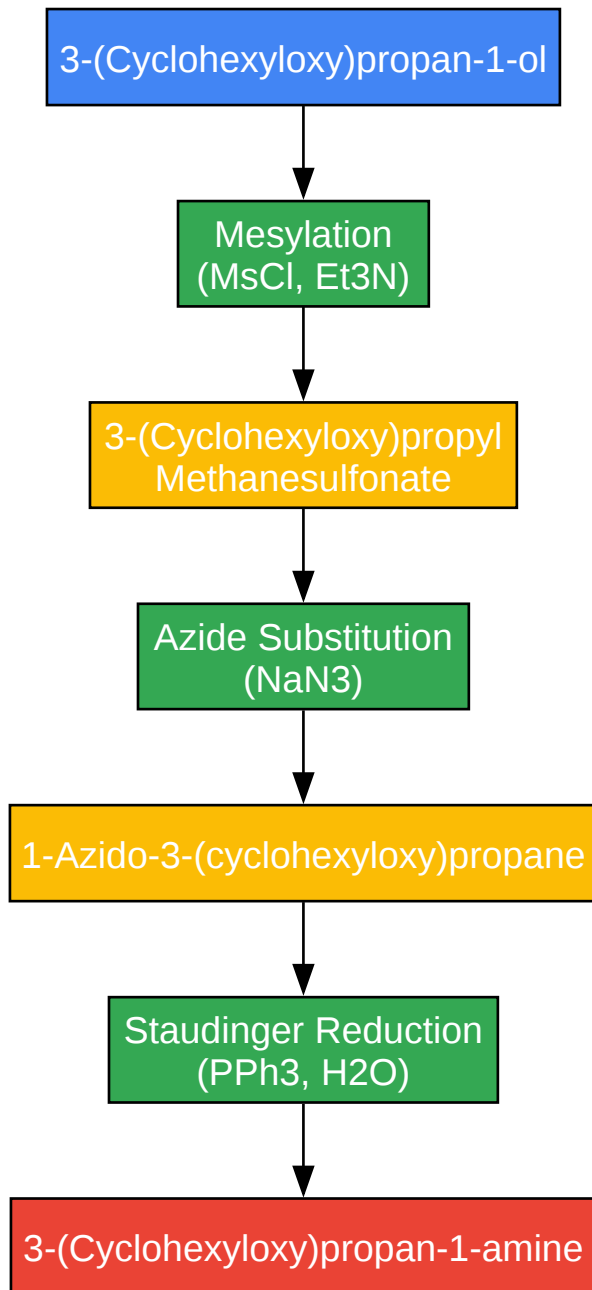 3-(Cyclohexyloxy)propan-1-ol
Mesylation
(MsCl, Et3N)
3-(Cyclohexyloxy)propyl
Methanesulfonate
Azide Substitution
(NaN3)
1-Azido-3-(cyclohexyloxy)propane
Staudinger Reduction
(PPh3, H2O)
3-(Cyclohexyloxy)propan-1-amine